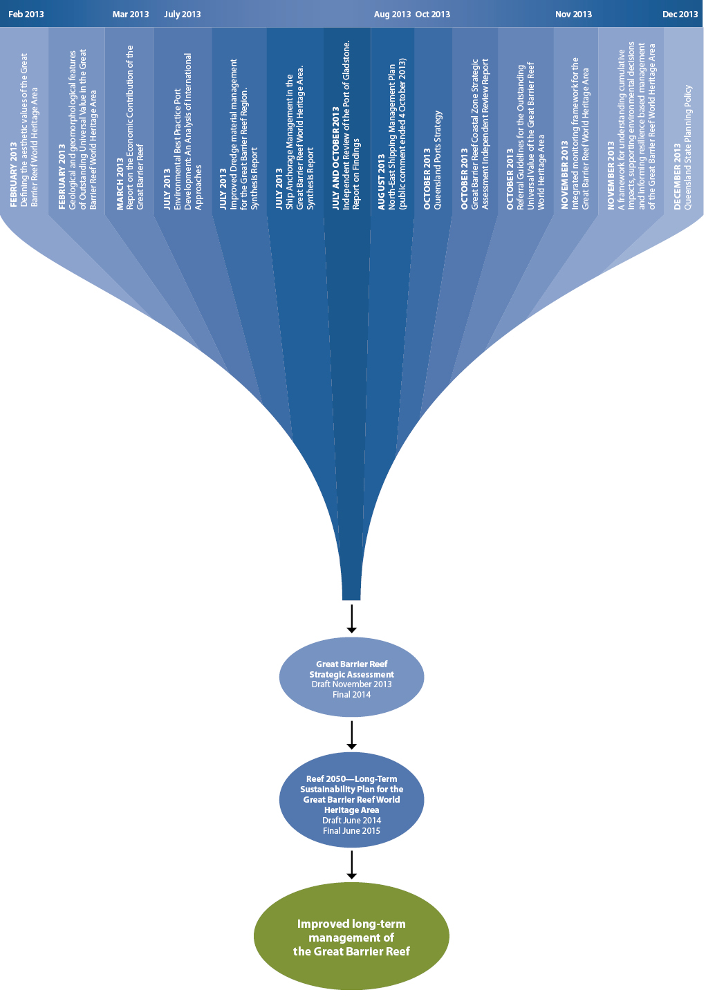 Feb 2013
Mar 2013
July 2013
Aug 2013
Oct 2013
Nov 2013
Dec 2013
FEBRUARY 2013
Defining the aesthetic values of the Great
Barrier Reef World Heritage Area
FEBRUARY 2013
Geological and geomorphological features
of Outstanding Universal Value in the Great
Barrier Reef World Heritage Area
MARCH 2013
Report on the Economic Contribution of the
Great Barrier Reef
JULY 2013
Environmental Best Practice Port
Development: An Analysis of International
Approaches
JULY 2013
Improved Dredge material management
for the Great Barrier Reef Region.
Synthesis Report
JULY 2013
Ship Anchorage Management in the
Great Barrier Reef World Heritage Area.
Synthesis Report
JULY AND OCTOBER 2013
Independent Review of the Port of Gladstone.
Report on Findings
AUGUST 2013
North-East Shipping Management Plan
(public comment ended 4 October 2013)
OCTOBER 2013
Queensland Ports Strategy
OCTOBER 2013
Great Barrier Reef Coastal Zone Strategic
Assessment Independent Review Report
OCTOBER 2013
Referral Guidelines for the Outstanding
Universal Value of the Great Barrier Reef
World Heritage Area
NOVEMBER 2013
Integrated monitoring framework for the
Great Barrier Reef World Heritage Area
NOVEMBER 2013
A framework for understanding cumulative
impacts, supporting environmental decisions
and informing resilience based management
of the Great Barrier Reef World Heritage Area
DECEMBER 2013
Queensland State Planning Policy
Great Barrier Reef
Strategic Assessment
Draft November 2013
Final 2014
Reef 2050—Long-Term
Sustainability Plan for the
Great Barrier Reef World
Heritage Area
Draft June 2014
Final June 2015
Improved long-term
management of
the Great Barrier Reef